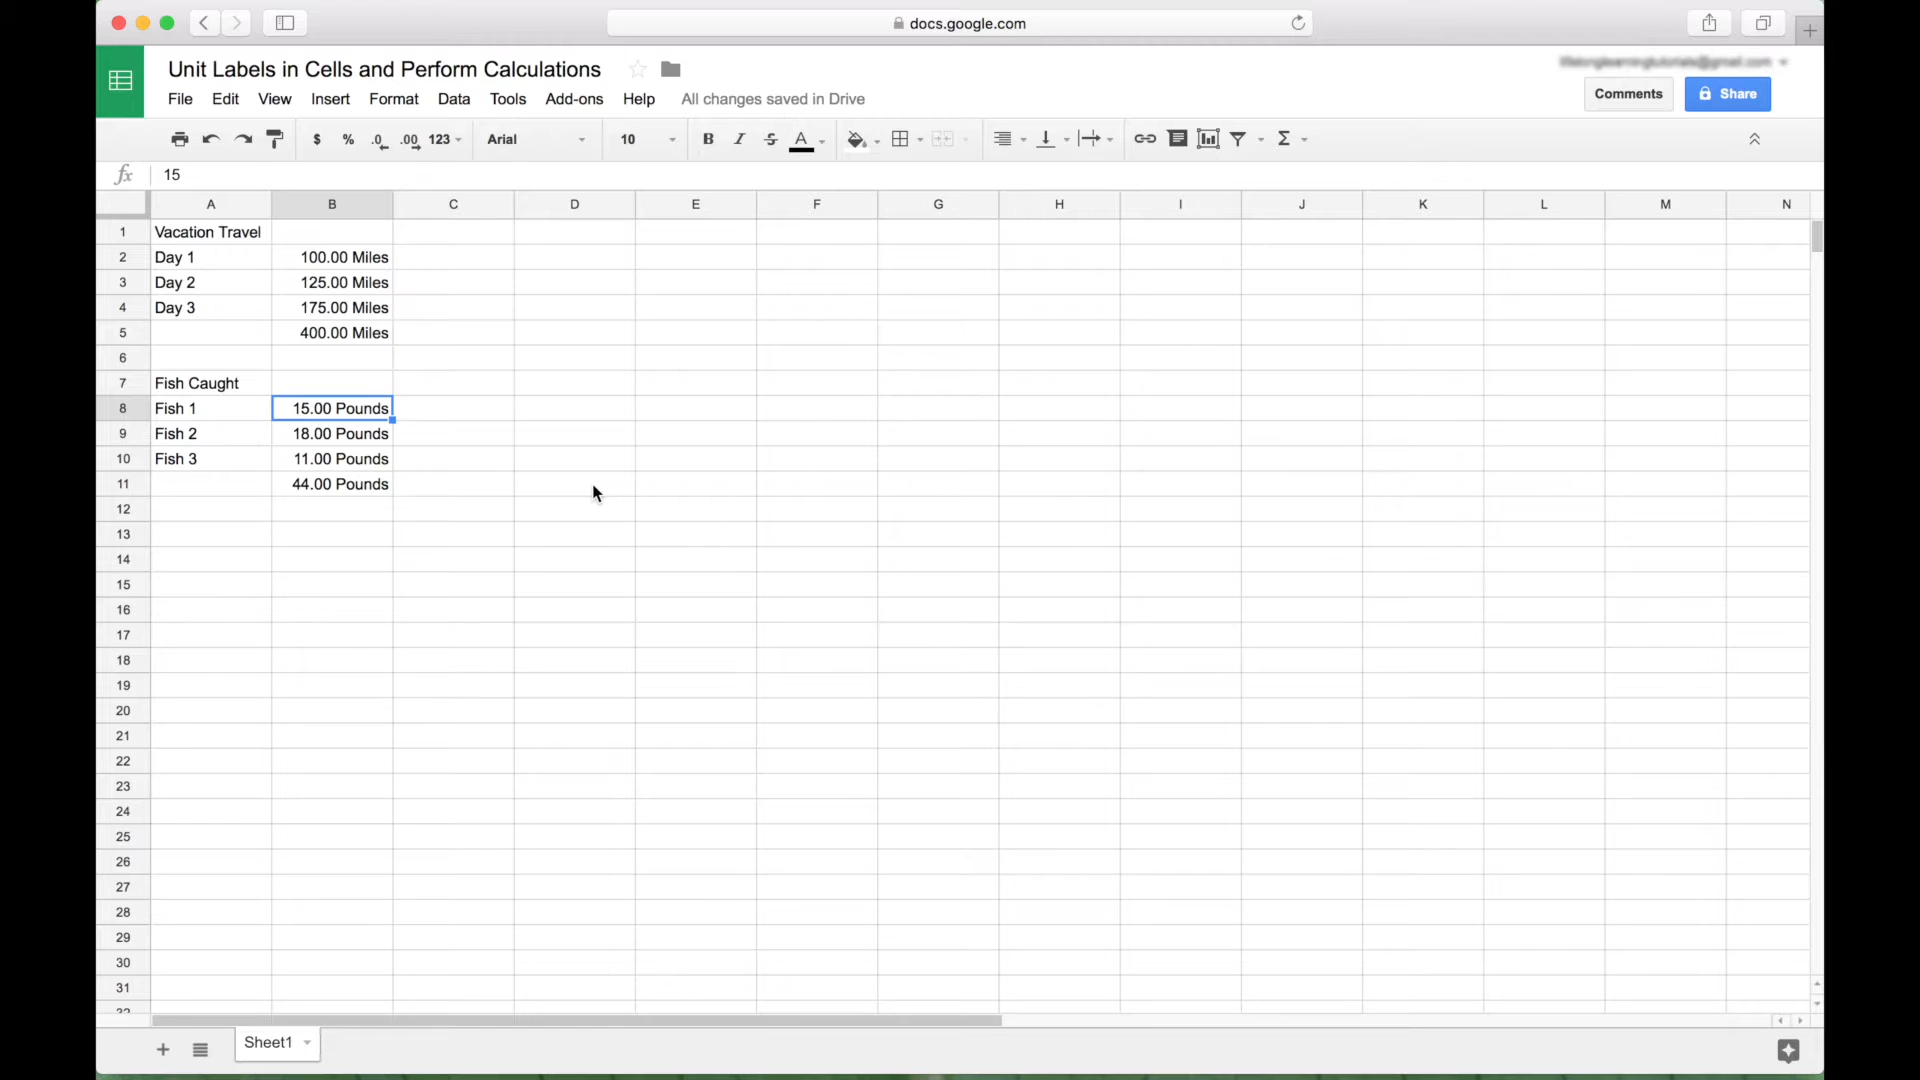 docs.google.com
Unit Labels in Cells and Perform Calculations
File Edit View Insert Format Data Tools Add-ons Help All changes saved in Drive
Comments Share
$ % .0 .00 123 Arial 10 B I S A Σ
fx 15
A B C D E F G H I J K L M N
1 Vacation Travel
2 Day 1 100.00 Miles
3 Day 2 125.00 Miles
4 Day 3 175.00 Miles
5 400.00 Miles
6
7 Fish Caught
8 Fish 1 15.00 Pounds
9 Fish 2 18.00 Pounds
10 Fish 3 11.00 Pounds
11 44.00 Pounds
12
13
14
15
16
17
18
19
20
21
22
23
24
25
26
27
28
29
30
31
32
Sheet1